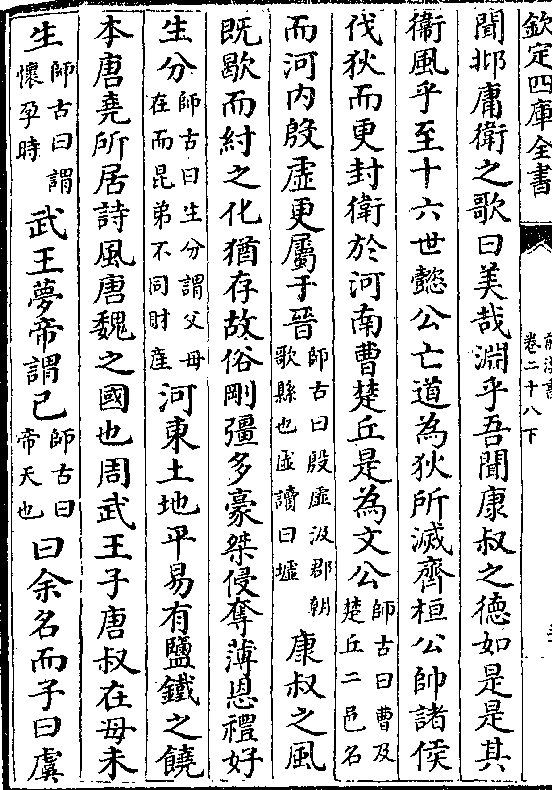 欽定四庫全書
卷二十八下
聞邶庸衛之歌曰美哉淵乎吾聞康叔之德如是是其
衞風乎至十六世懿公亡道為狄所滅齊桓公帥諸侯
伐狄而更封衛於河南曹楚丘是為文公師古曰曹及楚丘二邑名
而河内殷虚更屬于晉師古曰殷虚汲郡朝歌縣也虚讀曰墟康叔之風
既歇而紂之化猶存故俗剛彊多豪桀侵奪薄恩禮好
生分師古曰生分謂父母在而昆弟不同財産河東土地平易有鹽鐵之饒
本唐堯所居詩風唐魏之國也周武王子唐叔在母未
生師古曰謂懷孕時武王夢帝謂已師古曰帝天也曰余名而子曰虞